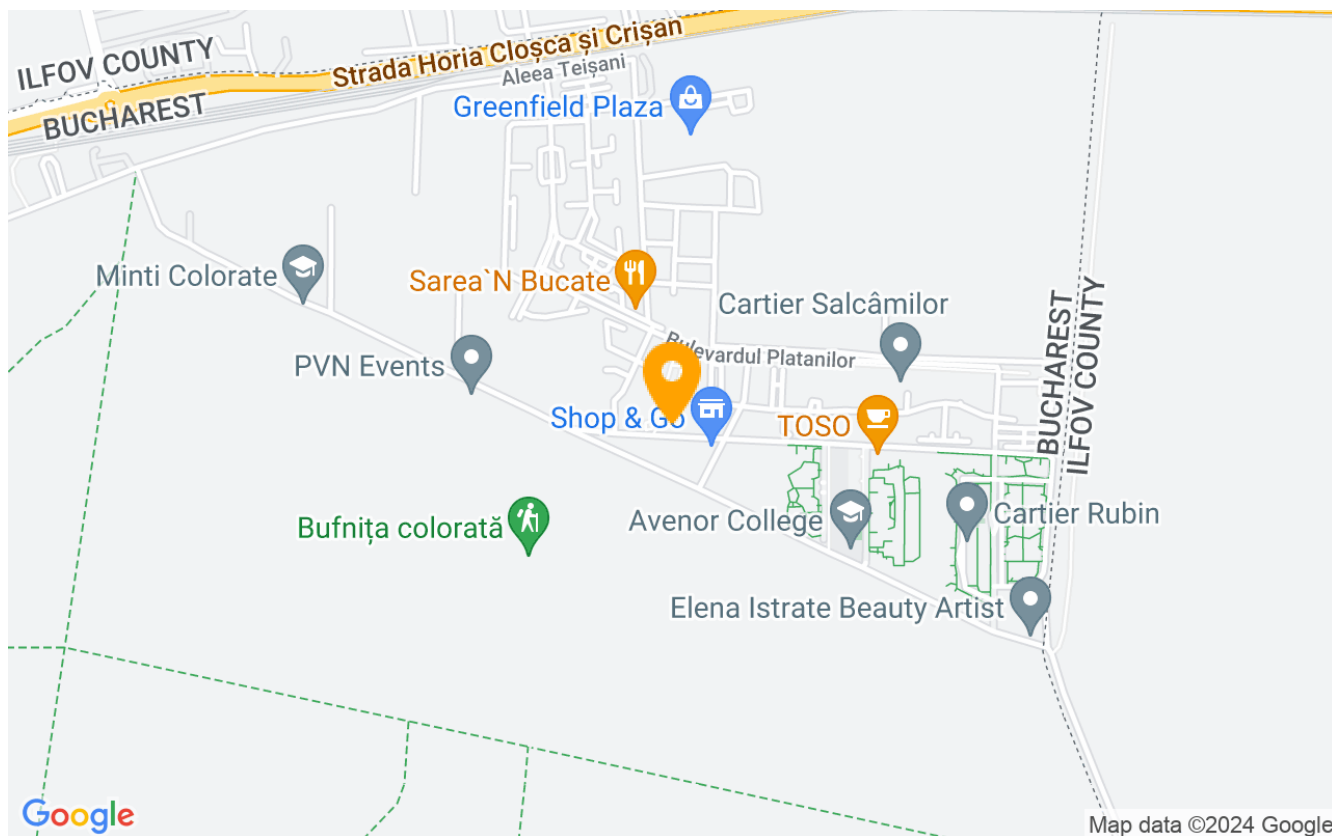 ILFOV COUNTY
BUCHAREST
Strada Horia Cloșca și Crișan
Aleea Teișani
Greenfield Plaza
Minti Colorate
Sarea`N Bucate
Cartier Salcâmilor
Bulevardul Platanilor
PVN Events
Shop & Go
TOSO
BUCHAREST
ILFOV COUNTY
Bufnița colorată
Avenor College
Cartier Rubin
Elena Istrate Beauty Artist
Google
Map data ©2024 Google